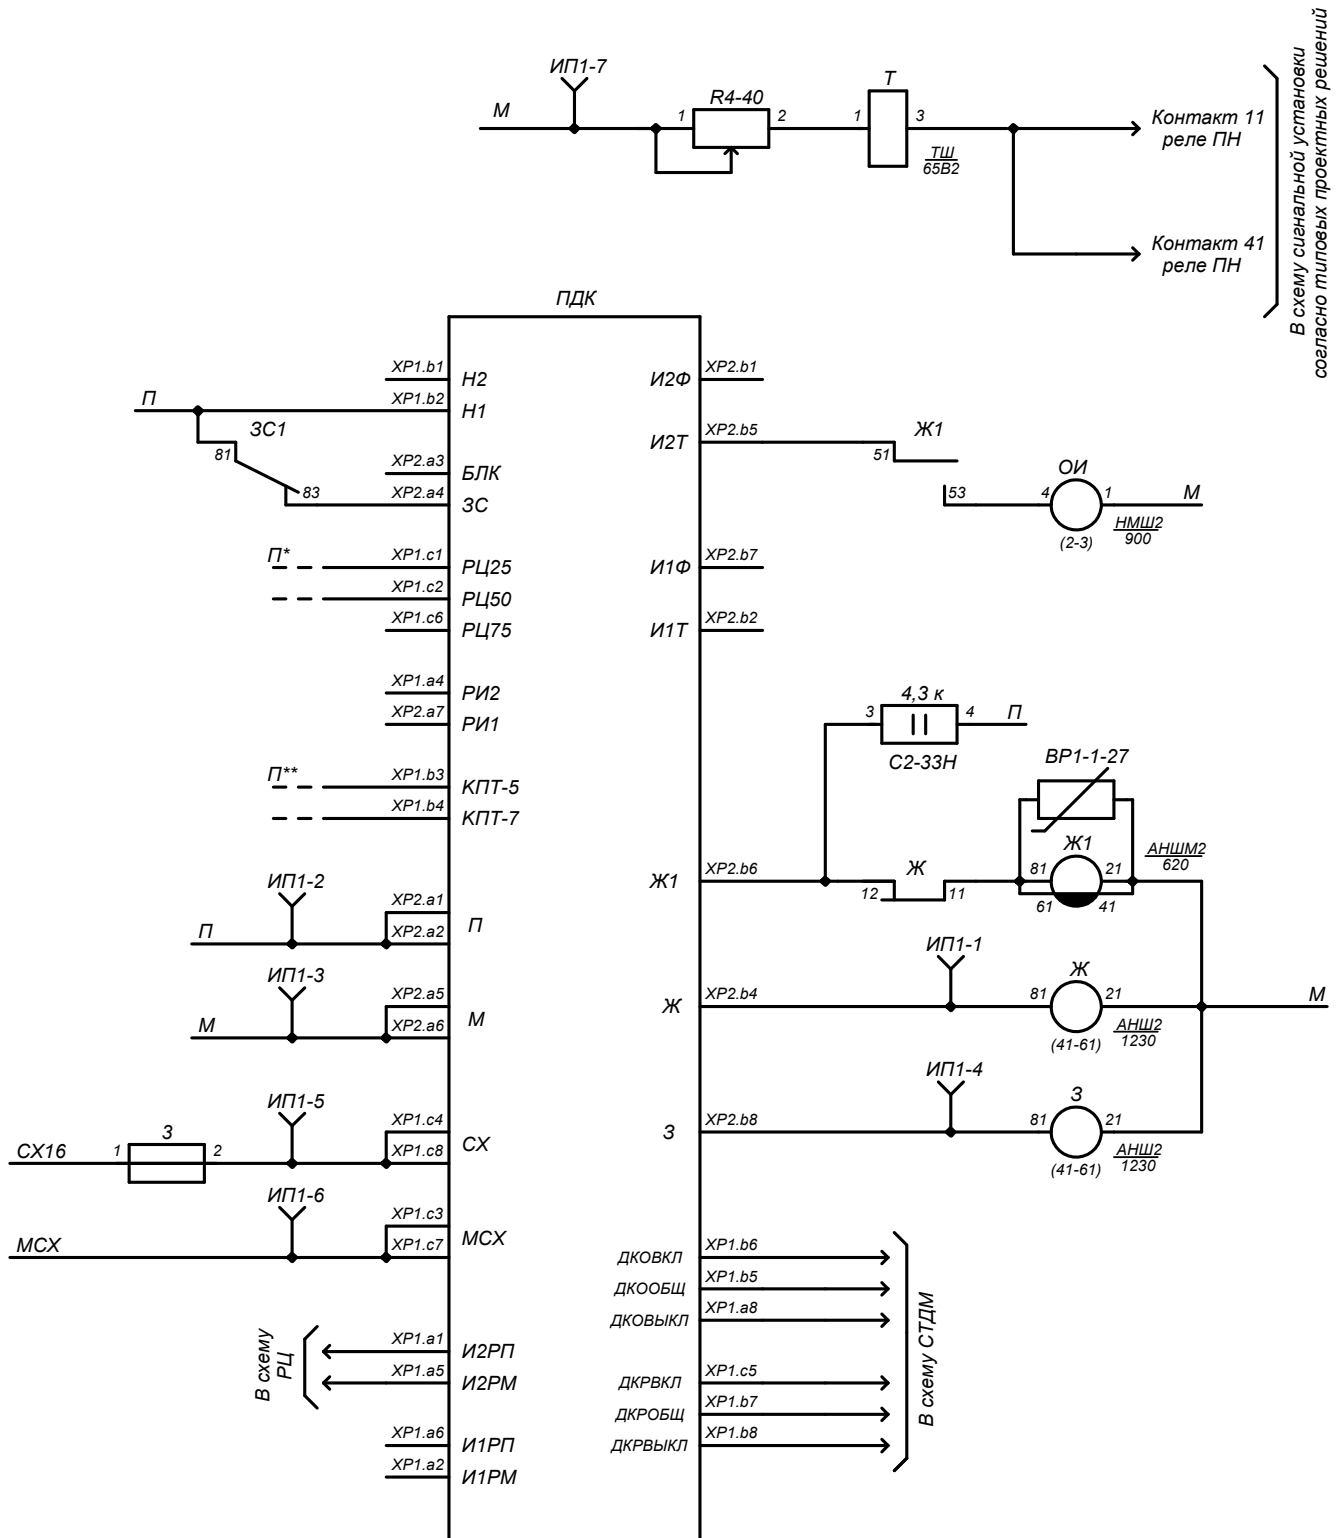 ИП1-7
М
1
R4-40
2
1
Т
3
ТШ
65В2
Контакт 11
реле ПН
Контакт 41
реле ПН
В схему сигнальной установки
согласно типовых проектных решений
ПДК
XP1.b1
Н2
П
XP1.b2
Н1
ЗС1
81
83
XP2.a3
БЛК
XP2.a4
ЗС
П*
XP1.c1
РЦ25
XP1.c2
РЦ50
XP1.c6
РЦ75
XP1.a4
РИ2
XP2.a7
РИ1
П**
XP1.b3
КПТ-5
XP1.b4
КПТ-7
ИП1-2
П
XP2.a1
XP2.a2
П
ИП1-3
М
XP2.a5
XP2.a6
М
ИП1-5
СХ16
1
3
2
XP1.c4
XP1.c8
СХ
ИП1-6
МСХ
XP1.c3
XP1.c7
МСХ
В схему
РЦ
XP1.a1
И2РП
XP1.a5
И2РМ
XP1.a6
И1РП
XP1.a2
И1РМ
И2Ф
XP2.b1
И2Т
XP2.b5
51
Ж1
53
4
ОИ
1
М
(2-3)
НМШ2
900
И1Ф
XP2.b7
И1Т
XP2.b2
3
4,3 к
4
П
С2-33Н
ВР1-1-27
Ж1
XP2.b6
12
Ж
11
81
Ж1
21
61
41
АНШМ2
620
ИП1-1
Ж
XP2.b4
81
Ж
21
(41-61)
АНШ2
1230
М
ИП1-4
З
XP2.b8
81
З
21
(41-61)
АНШ2
1230
ДКОВКЛ
XP1.b6
ДКООБЩ
XP1.b5
ДКОВЫКЛ
XP1.a8
ДКРВКЛ
XP1.c5
ДКРОБЩ
XP1.b7
ДКРВЫКЛ
XP1.b8
В схему СТДМ